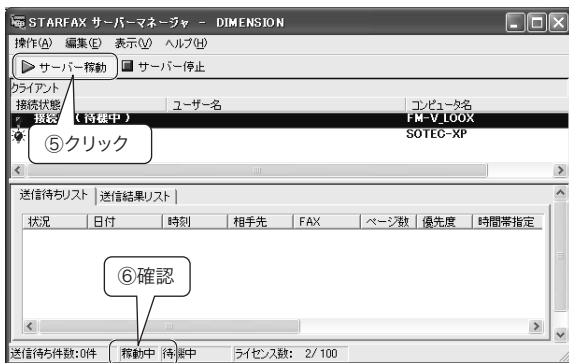 STARFAX サーバーマネージャ - DIMENSION
操作(A) 編集(E) 表示(V) ヘルプ(H)
サーバー稼動 サーバー停止
クライアント
接続状態 ユーザー名 コンピュータ名
(待機中) FM-V_LOOX
SOTEC-XP
⑤クリック
送信待ちリスト 送信結果リスト
状況 日付 時刻 相手先 FAX ページ数 優先度 時間帯指定
⑥確認
送信待ち件数:0件 稼動中 待機中 ライセンス数: 2/100